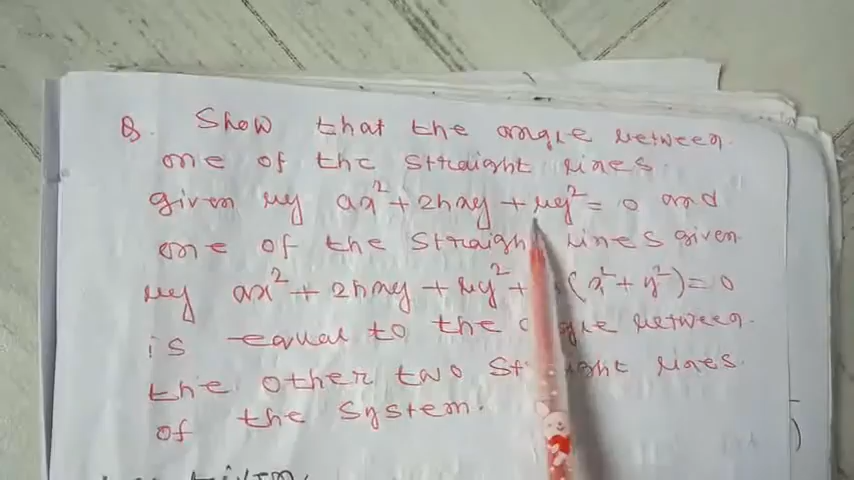 Q. Show that the angle between
one of the straight lines
given by ax² + 2hxy + by² = 0 and
one of the straight lines given
by ax² + 2hxy + by² + (x² + y²) = 0
is equal to the angle between
the other two straight lines
of the system.
given